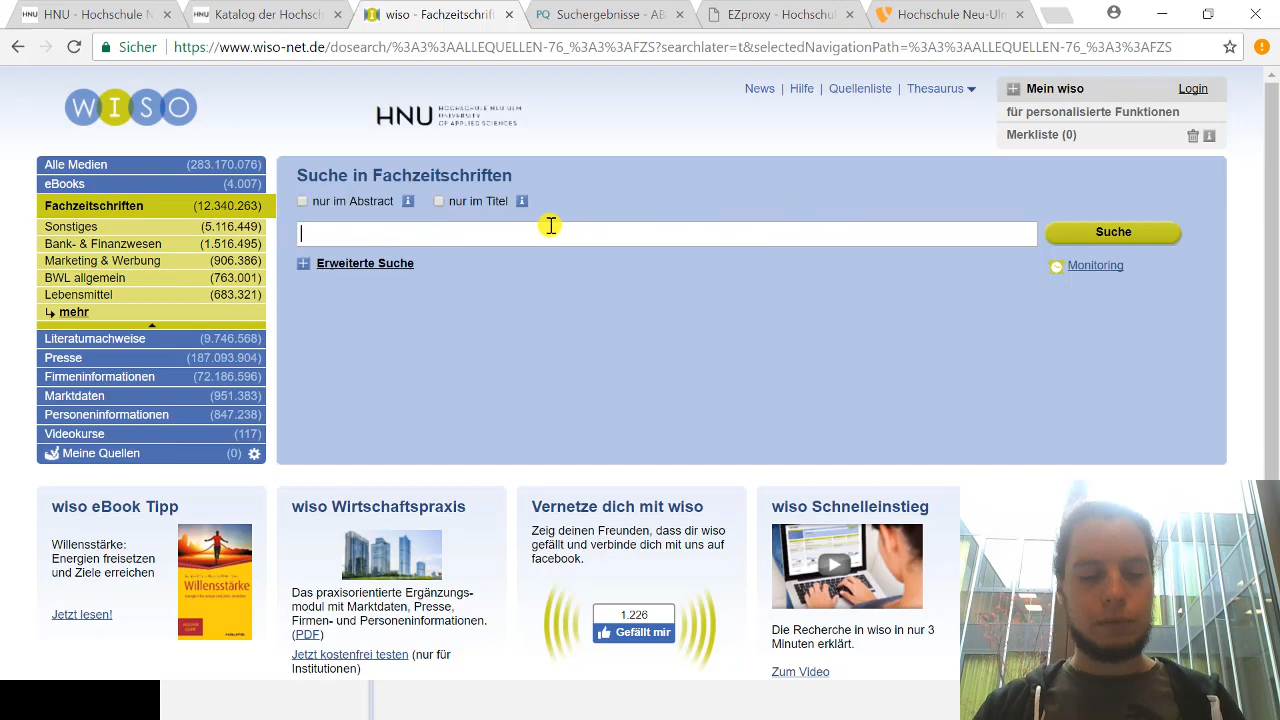 HNU - Hochschule N
Katalog der Hochsch
wiso - Fachzeitschrif
PQ Suchergebnisse - AB
EZproxy - Hochschul
Hochschule Neu-Ulm
Sicher https://www.wiso-net.de/dosearch/%3A3%3AALLEQUELLEN-76_%3A3%3AFZS?searchlater=t&selectedNavigationPath=%3A3%3AALLEQUELLEN-76_%3A3%3AFZS
WISO
HNU HOCHSCHULE NEU ULM
UNIVERSITY
OF APPLIED SCIENCES
News | Hilfe | Quellenliste | Thesaurus
Mein wiso Login
für personalisierte Funktionen
Merkliste (0)
Alle Medien (283.170.076)
eBooks (4.007)
Fachzeitschriften (12.340.263)
Sonstiges (5.116.449)
Bank- & Finanzwesen (1.516.495)
Marketing & Werbung (906.386)
BWL allgemein (763.001)
Lebensmittel (683.321)
mehr
Literaturnachweise (9.746.568)
Presse (187.093.904)
Firmeninformationen (72.186.596)
Marktdaten (951.383)
Personeninformationen (847.238)
Videokurse (117)
Meine Quellen (0)
Suche in Fachzeitschriften
nur im Abstract nur im Titel
Suche
Erweiterte Suche
Monitoring
wiso eBook Tipp
Willensstärke:
Energien freisetzen
und Ziele erreichen
Willensstärke
Jetzt lesen!
wiso Wirtschaftspraxis
Das praxisorientierte Ergänzungs-
modul mit Marktdaten, Presse,
Firmen- und Personeninformationen.
(PDF)
Jetzt kostenfrei testen (nur für
Institutionen)
Vernetze dich mit wiso
Zeig deinen Freunden, dass dir wiso
gefällt und verbinde dich mit uns auf
facebook.
1.226
Gefällt mir
wiso Schnelleinstieg
Die Recherche in wiso in nur 3
Minuten erklärt.
Zum Video